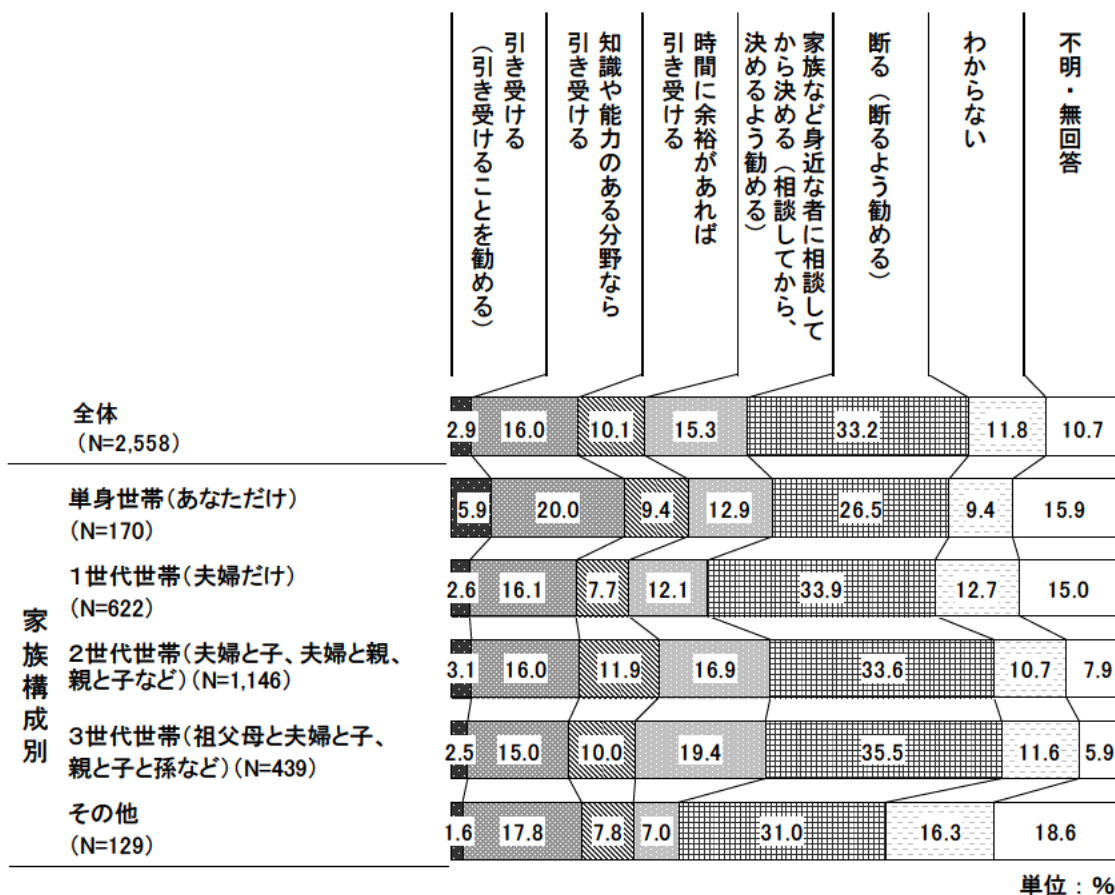 引き受ける
（引き受けることを勧める）
知識や能力のある分野なら
引き受ける
時間に余裕があれば
引き受ける
家族など身近な者に相談して
から決める（相談してから、
決めるよう勧める）
断る（断るよう勧める）
わからない
不明・無回答
全体
（N=2,558）
2.9 16.0 10.1 15.3 33.2 11.8 10.7
家族構成別
単身世帯（あなただけ）
（N=170）
5.9 20.0 9.4 12.9 26.5 9.4 15.9
1世代世帯（夫婦だけ）
（N=622）
2.6 16.1 7.7 12.1 33.9 12.7 15.0
2世代世帯（夫婦と子、夫婦と親、
親と子など）（N=1,146）
3.1 16.0 11.9 16.9 33.6 10.7 7.9
3世代世帯（祖父母と夫婦と子、
親と子と孫など）（N=439）
2.5 15.0 10.0 19.4 35.5 11.6 5.9
その他
（N=129）
1.6 17.8 7.8 7.0 31.0 16.3 18.6
単位：%